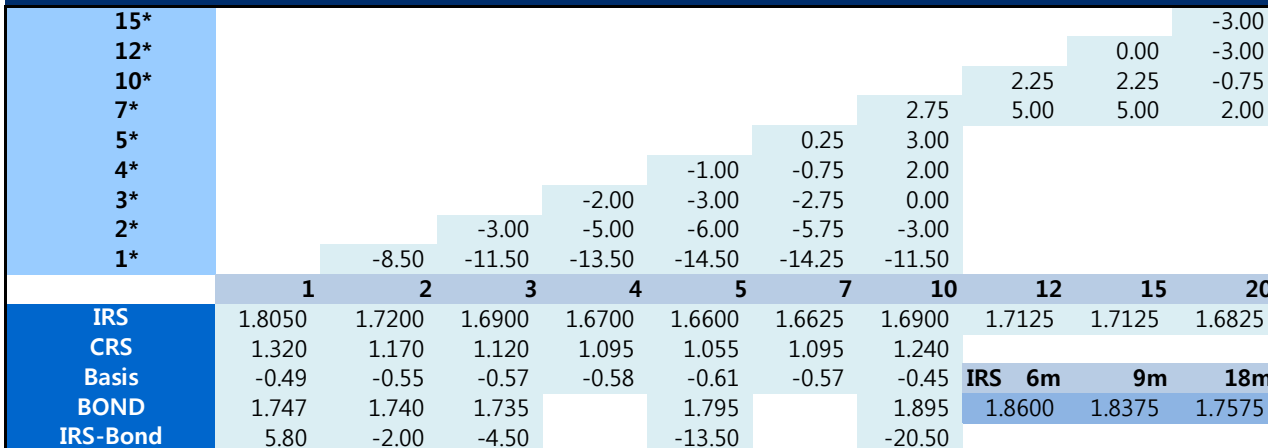 15* -3.00
12* 0.00 -3.00
10* 2.25 2.25 -0.75
7* 2.75 5.00 5.00 2.00
5* 0.25 3.00
4* -1.00 -0.75 2.00
3* -2.00 -3.00 -2.75 0.00
2* -3.00 -5.00 -6.00 -5.75 -3.00
1* -8.50 -11.50 -13.50 -14.50 -14.25 -11.50
1 2 3 4 5 7 10 12 15 20
IRS 1.8050 1.7200 1.6900 1.6700 1.6600 1.6625 1.6900 1.7125 1.7125 1.6825
CRS 1.320 1.170 1.120 1.095 1.055 1.095 1.240
Basis -0.49 -0.55 -0.57 -0.58 -0.61 -0.57 -0.45 IRS 6m 9m 18m
BOND 1.747 1.740 1.735 1.795 1.895 1.8600 1.8375 1.7575
IRS-Bond 5.80 -2.00 -4.50 -13.50 -20.50